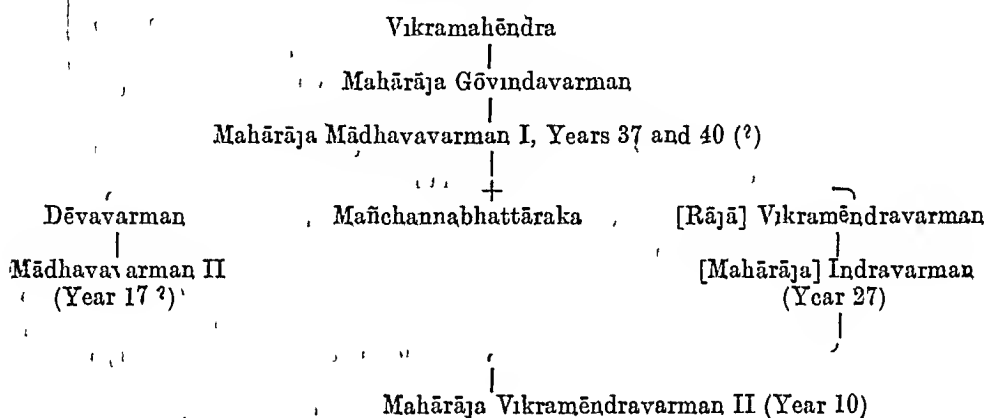 Vikramahēndra
Mahārāja Gōvindavarman
Mahārāja Mādhavavarman I, Years 37 and 40 (?)
Dēvavarman Mañchannabhattāraka [Rājā] Vikramēndravarman
Mādhavavarman II [Mahārāja] Indravarman
(Year 17 ?) (Year 27)
Mahārāja Vikramēndravarman II (Year 10)